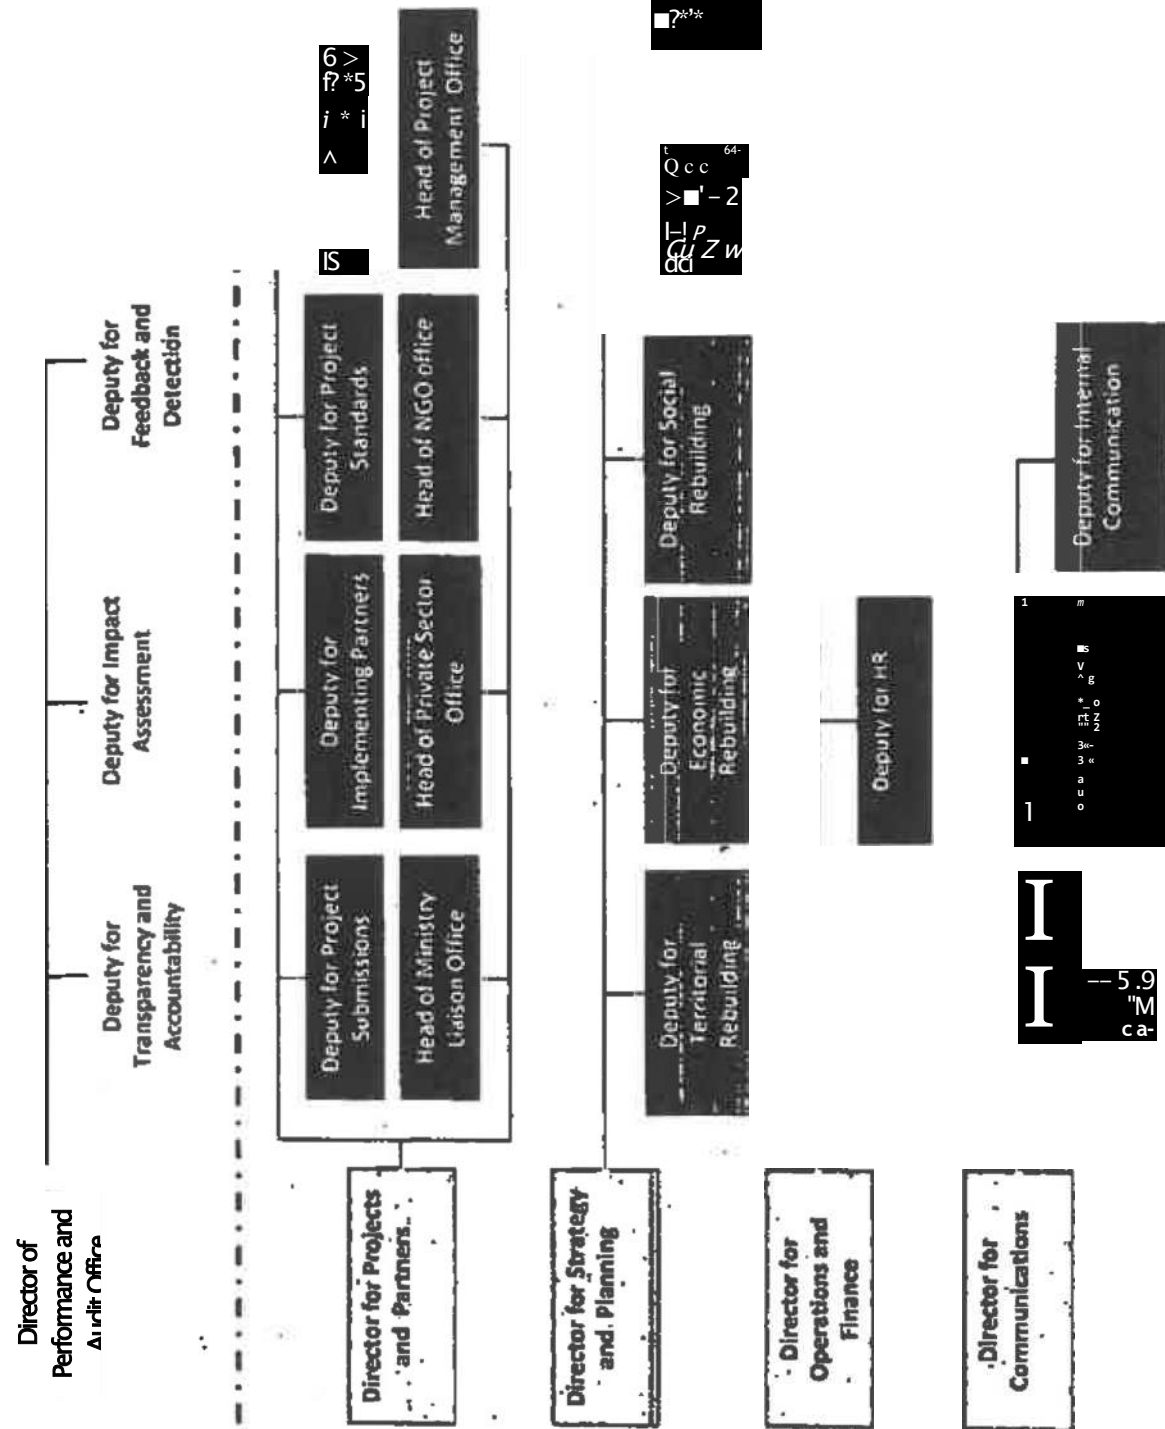 Director of
Performance and
Audit Office
Deputy for
Transparency and
Accountability
Deputy for Impact
Assessment
Deputy for
Feedback and
Detection
Director for Projects
and Partners
Deputy for Project
Submissions
Deputy for
Implementing Partners
Deputy for Project
Standards
Head of Ministry
Liaison Office
Head of Private Sector
Office
Head of NGO office
Head of Project
Management Office
Director for Strategy
and Planning
Deputy for
Territorial
Rebuilding
Deputy for
Economic
Rebuilding
Deputy for Social
Rebuilding
Director for
Operations and
Finance
Deputy for HR
Director for
Communications
Deputy for Internal
Communication